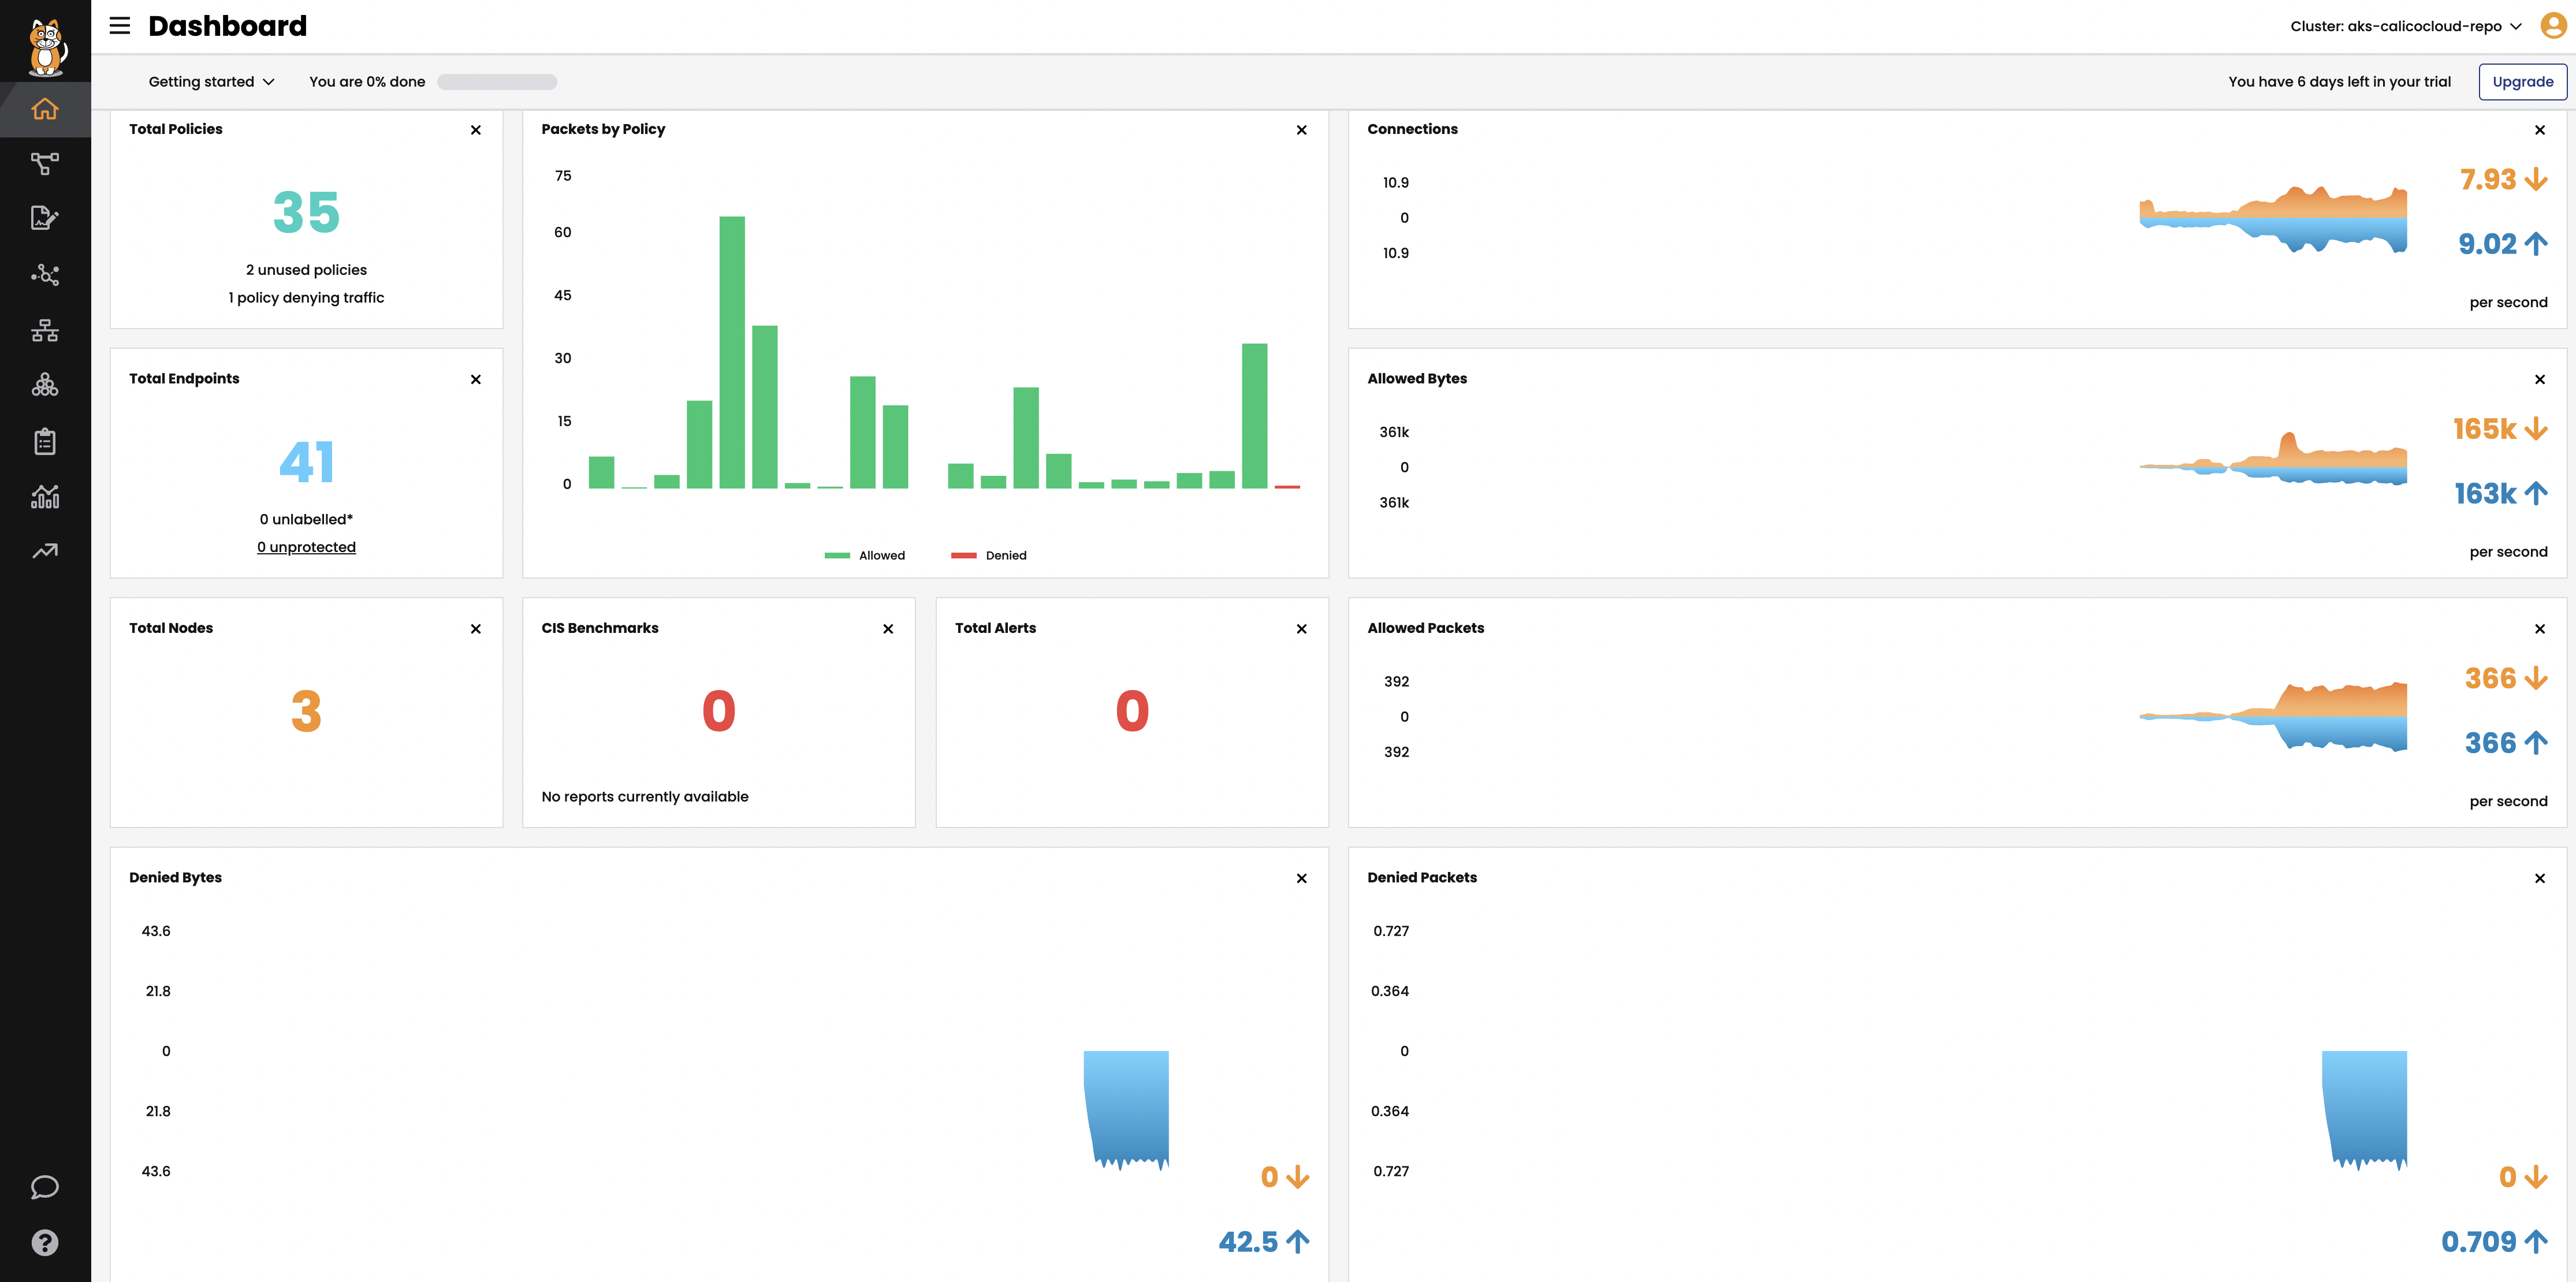 Dashboard
Cluster: aks-calicocloud-repo
Getting started
You are 0% done
You have 6 days left in your trial
Upgrade
Total Policies
35
2 unused policies
1 policy denying traffic
Packets by Policy
75
60
45
30
15
0
Allowed
Denied
Connections
10.9
0
10.9
7.93
9.02
per second
Total Endpoints
41
0 unlabelled*
0 unprotected
Allowed Bytes
361k
0
361k
165k
163k
per second
Total Nodes
3
CIS Benchmarks
0
No reports currently available
Total Alerts
0
Allowed Packets
392
0
392
366
366
per second
Denied Bytes
43.6
21.8
0
21.8
43.6
0
42.5
Denied Packets
0.727
0.364
0
0.364
0.727
0
0.709